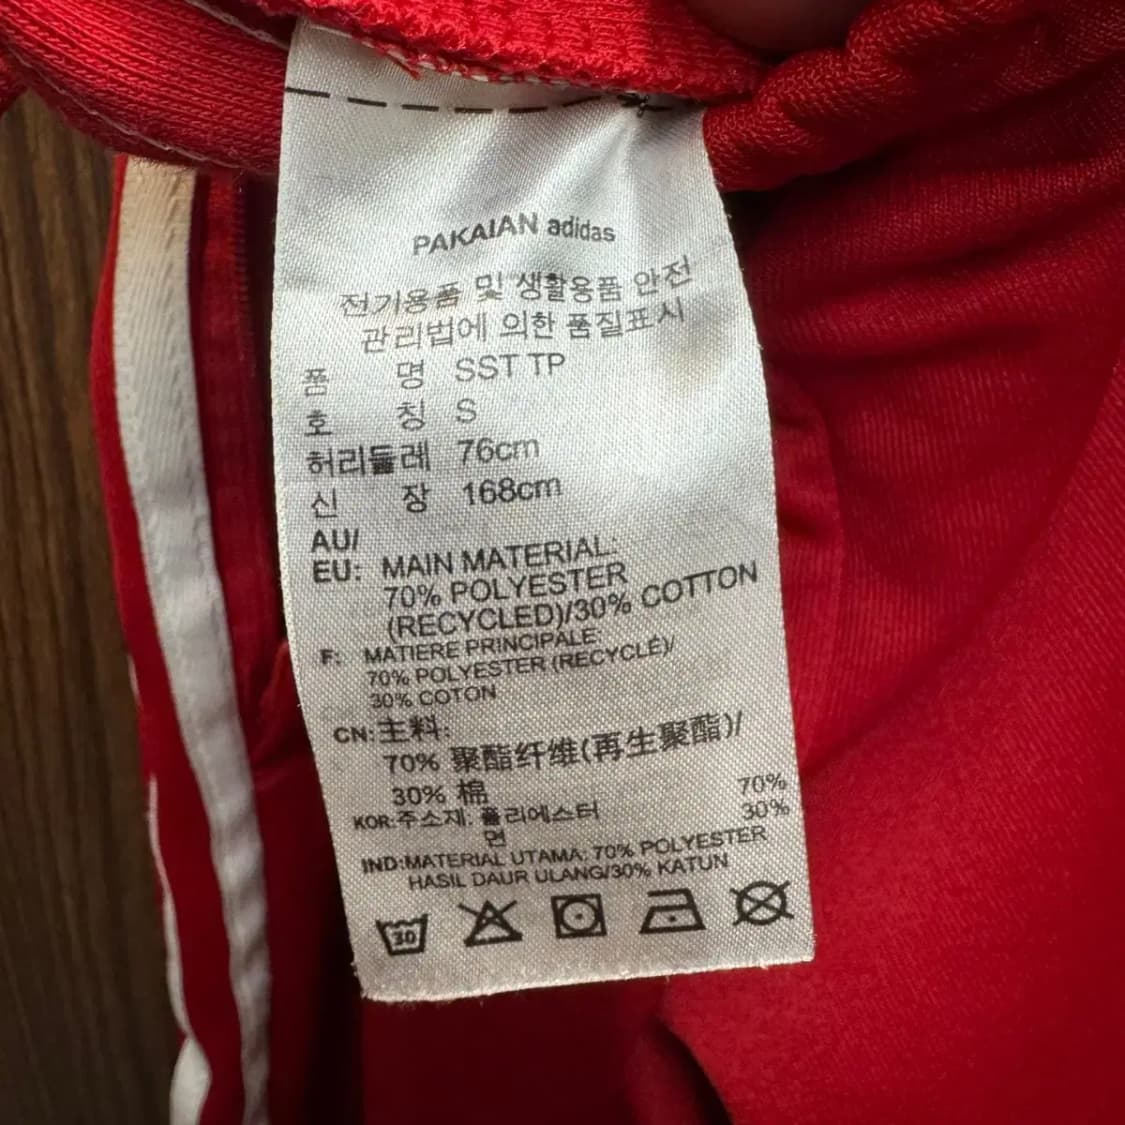 PAKAIAN adidas
전기용품 및 생활용품 안전
관리법에 의한 품질표시
품 명 SST TP
호 칭 S
허리둘레 76cm
신 장 168cm
AU/
EU: MAIN MATERIAL:
70% POLYESTER
(RECYCLED)/30% COTTON
F: MATIERE PRINCIPALE:
70% POLYESTER (RECYCLÉ)/
30% COTON
CN:主料:
70% 聚酯纤维(再生聚酯)/
30% 棉
KOR:주소재: 폴리에스터 70%
면 30%
IND:MATERIAL UTAMA: 70% POLYESTER
HASIL DAUR ULANG/30% KATUN
30